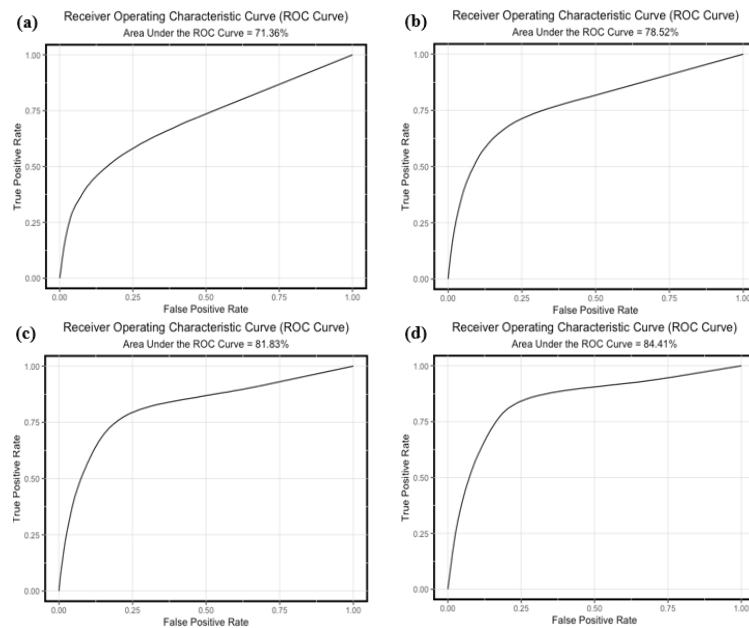 (a)
Receiver Operating Characteristic Curve (ROC Curve)
Area Under the ROC Curve = 71.36%
True Positive Rate
1.00
0.75
0.50
0.25
0.00
0.00 0.25 0.50 0.75 1.00
False Positive Rate
(b)
Receiver Operating Characteristic Curve (ROC Curve)
Area Under the ROC Curve = 78.52%
True Positive Rate
1.00
0.75
0.50
0.25
0.00
0.00 0.25 0.50 0.75 1.00
False Positive Rate
(c)
Receiver Operating Characteristic Curve (ROC Curve)
Area Under the ROC Curve = 81.83%
True Positive Rate
1.00
0.75
0.50
0.25
0.00
0.00 0.25 0.50 0.75 1.00
False Positive Rate
(d)
Receiver Operating Characteristic Curve (ROC Curve)
Area Under the ROC Curve = 84.41%
True Positive Rate
1.00
0.75
0.50
0.25
0.00
0.00 0.25 0.50 0.75 1.00
False Positive Rate